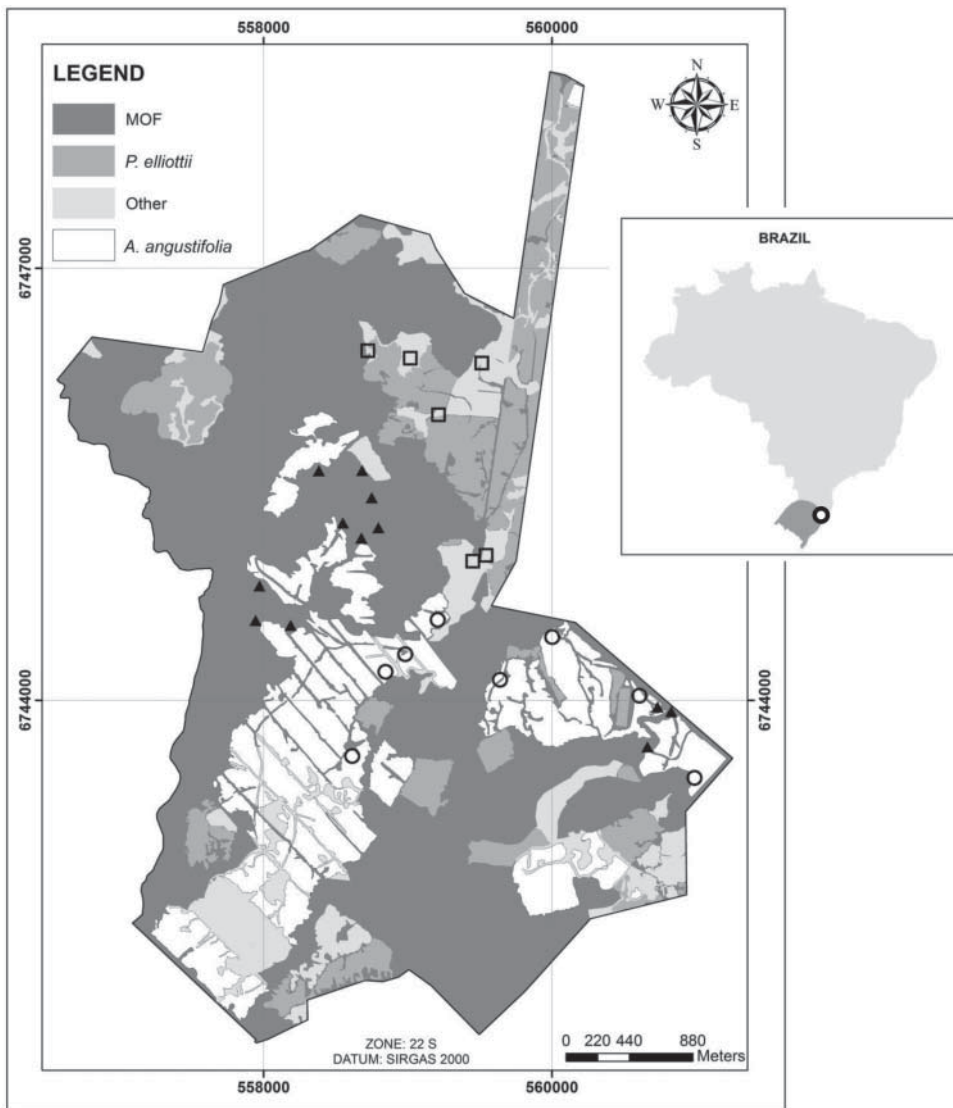 558000 560000
LEGEND
MOF
P. elliottii
Other
A. angustifolia
N
W E
S
BRAZIL
6747000 6747000
6744000 6744000
ZONE: 22 S
DATUM: SIRGAS 2000
0 220 440 880
Meters
558000 560000